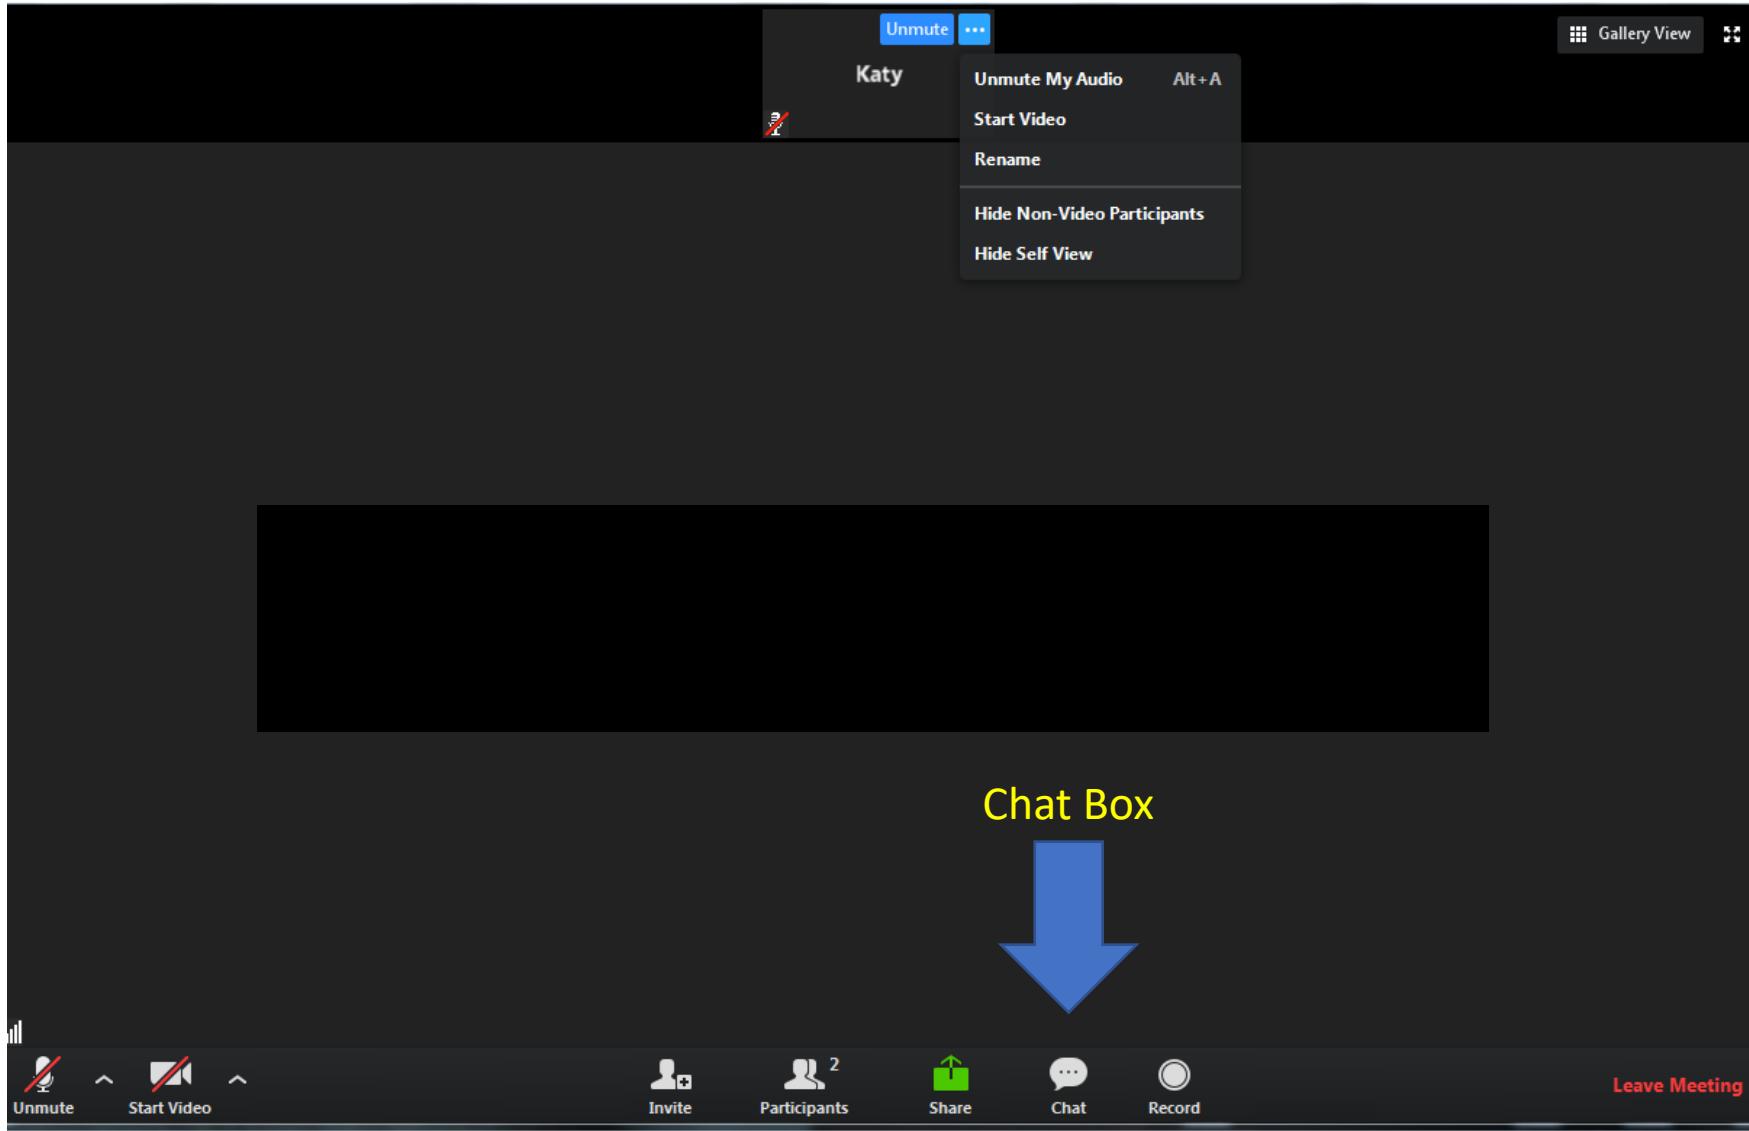 Unmute ...
Gallery View
Katy
Unmute My Audio Alt+A
Start Video
Rename
Hide Non-Video Participants
Hide Self View
Chat Box
2
Unmute
Start Video
Invite
Participants
Share
Chat
Record
Leave Meeting